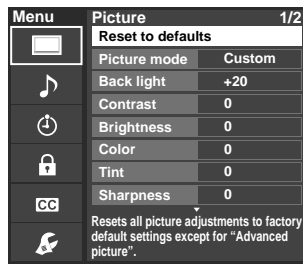 Menu
Picture 1/2
Reset to defaults
Picture mode Custom
Back light +20
Contrast 0
Brightness 0
Color 0
Tint 0
Sharpness 0
CC
Resets all picture adjustments to factory
default settings except for “Advanced
picture”.